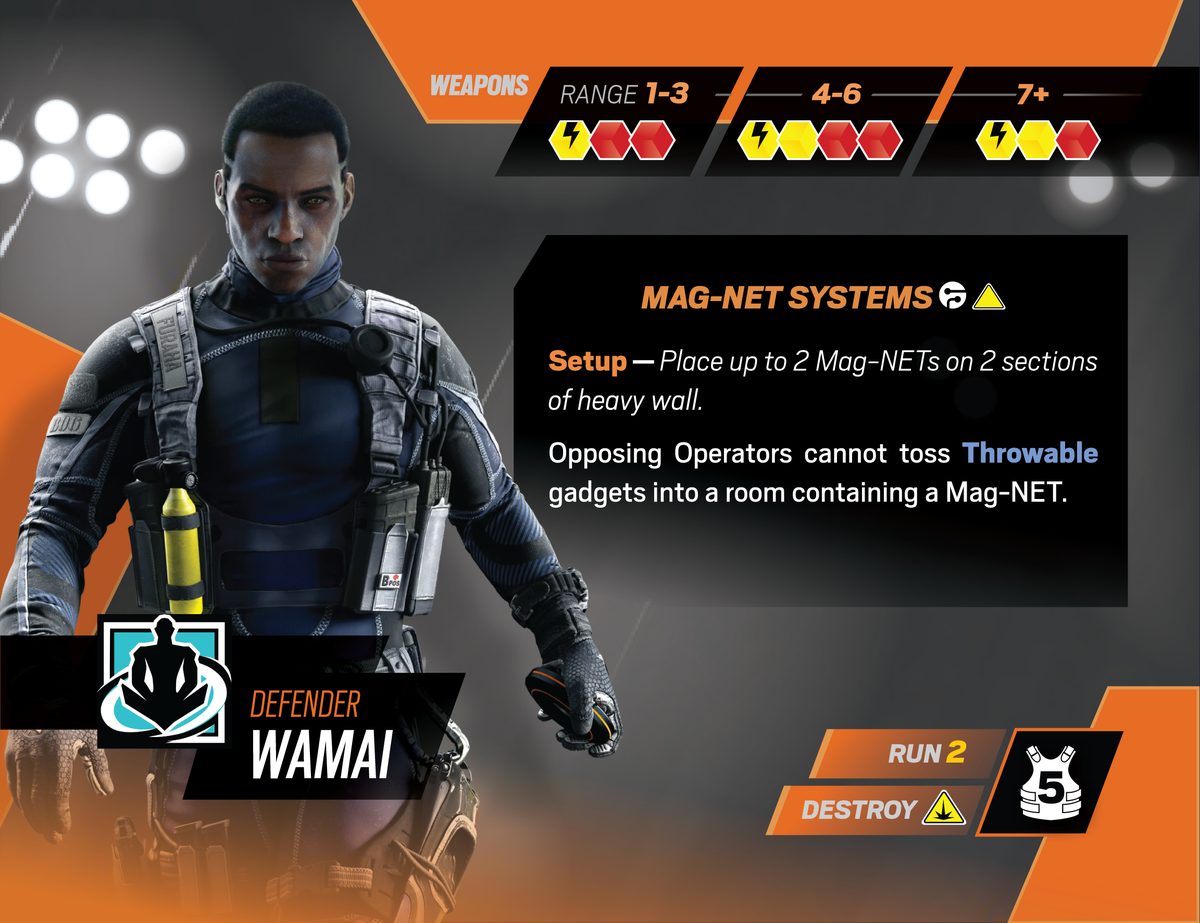 WEAPONS
RANGE 1-3
4-6
7+
MAG-NET SYSTEMS
Setup — Place up to 2 Mag-NETs on 2 sections
of heavy wall.
Opposing Operators cannot toss Throwable
gadgets into a room containing a Mag-NET.
FURAHA
BPOS
DEFENDER
WAMAI
RUN 2
DESTROY
5